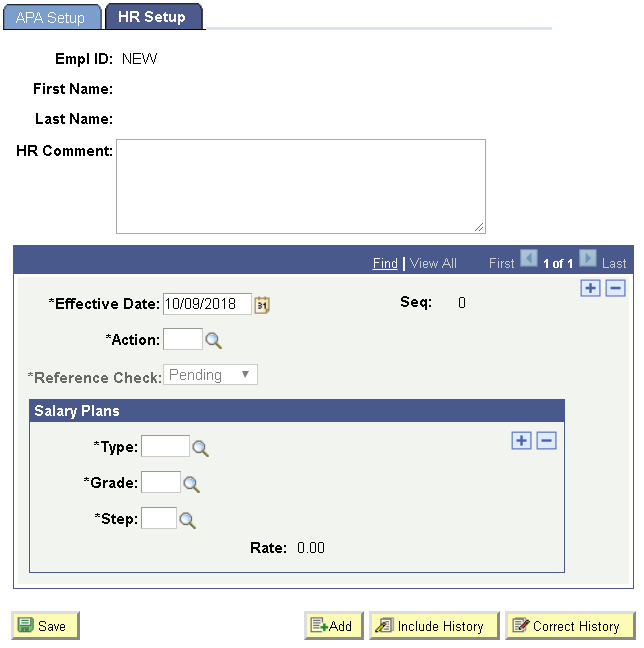 APA Setup HR Setup
Empl ID: NEW
First Name:
Last Name:
HR Comment:
Find | View All First 1 of 1 Last
*Effective Date: 10/09/2018 31 Seq: 0
*Action:
*Reference Check: Pending
Salary Plans
*Type:
*Grade:
*Step:
Rate: 0.00
Save Add Include History Correct History